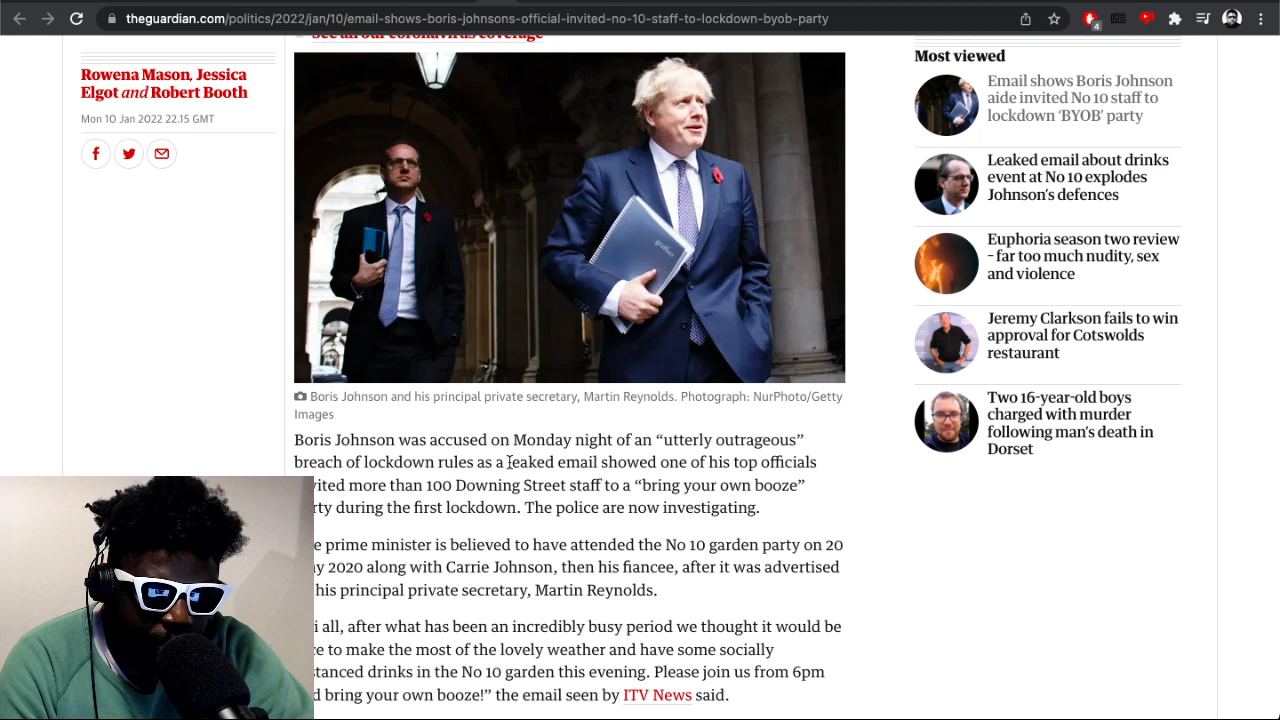 theguardian.com/politics/2022/jan/10/email-shows-boris-johnsons-official-invited-no-10-staff-to-lockdown-byob-party
4
See all our coronavirus coverage
Rowena Mason, Jessica
Elgot and Robert Booth
Mon 10 Jan 2022 22.15 GMT
Boris Johnson and his principal private secretary, Martin Reynolds. Photograph: NurPhoto/Getty
Images
Boris Johnson was accused on Monday night of an “utterly outrageous”
breach of lockdown rules as a leaked email showed one of his top officials
vited more than 100 Downing Street staff to a “bring your own booze”
rty during the first lockdown. The police are now investigating.
e prime minister is believed to have attended the No 10 garden party on 20
y 2020 along with Carrie Johnson, then his fiancee, after it was advertised
his principal private secretary, Martin Reynolds.
i all, after what has been an incredibly busy period we thought it would be
ce to make the most of the lovely weather and have some socially
stanced drinks in the No 10 garden this evening. Please join us from 6pm
d bring your own booze!” the email seen by ITV News said.
Most viewed
Email shows Boris Johnson
aide invited No 10 staff to
lockdown ‘BYOB’ party
Leaked email about drinks
event at No 10 explodes
Johnson’s defences
Euphoria season two review
– far too much nudity, sex
and violence
Jeremy Clarkson fails to win
approval for Cotswolds
restaurant
Two 16-year-old boys
charged with murder
following man’s death in
Dorset